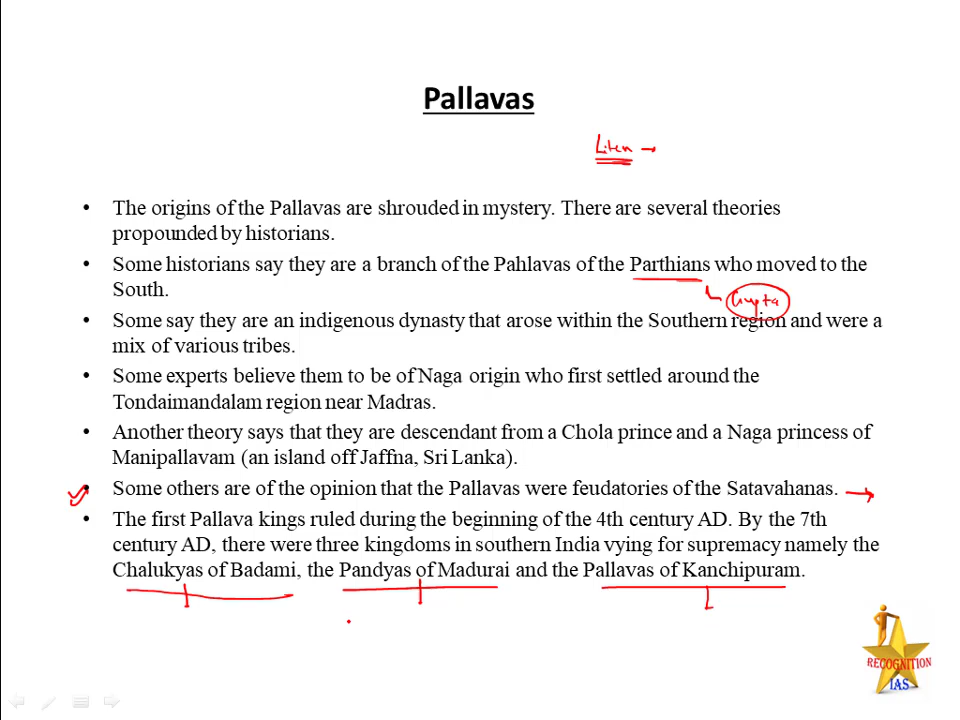 Pallavas
• The origins of the Pallavas are shrouded in mystery. There are several theories
propounded by historians.
• Some historians say they are a branch of the Pahlavas of the Parthians who moved to the
South.
Gupta
• Some say they are an indigenous dynasty that arose within the Southern region and were a
mix of various tribes.
• Some experts believe them to be of Naga origin who first settled around the
Tondaimandalam region near Madras.
• Another theory says that they are descendant from a Chola prince and a Naga princess of
Manipallavam (an island off Jaffna, Sri Lanka).
• Some others are of the opinion that the Pallavas were feudatories of the Satavahanas.
• The first Pallava kings ruled during the beginning of the 4th century AD. By the 7th
century AD, there were three kingdoms in southern India vying for supremacy namely the
Chalukyas of Badami, the Pandyas of Madurai and the Pallavas of Kanchipuram.
RECOGNITION
IAS